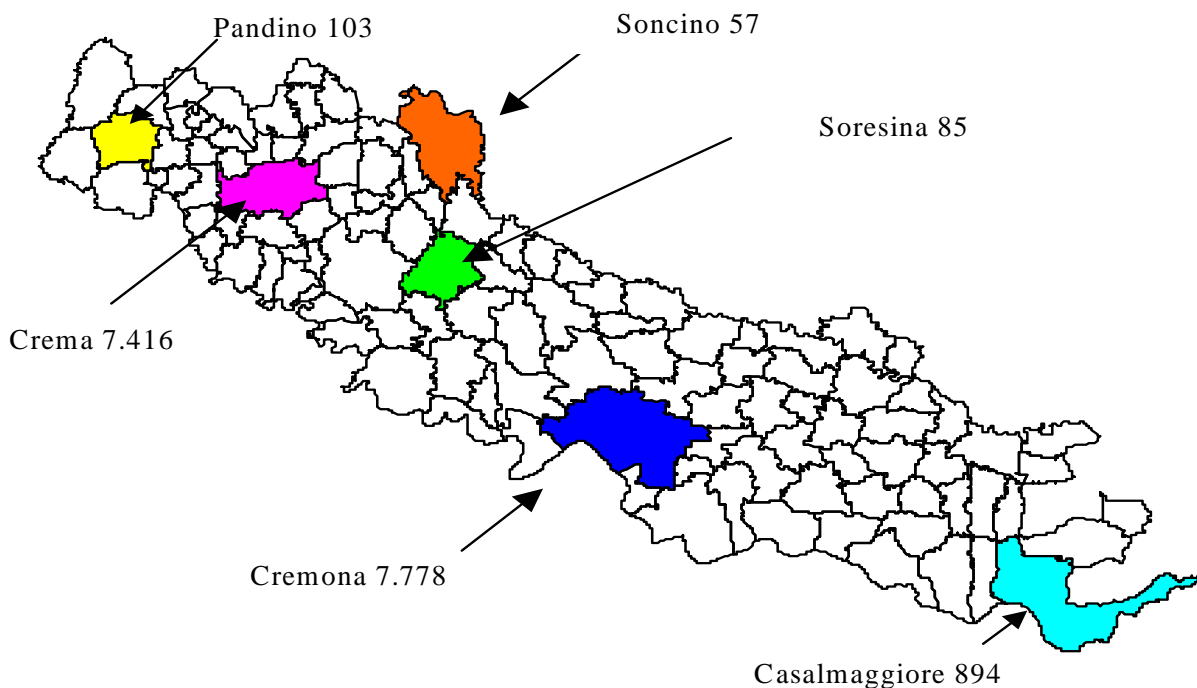 Pandino 103
Soncino 57
Soresina 85
Crema 7.416
Cremona 7.778
Casalmaggiore 894